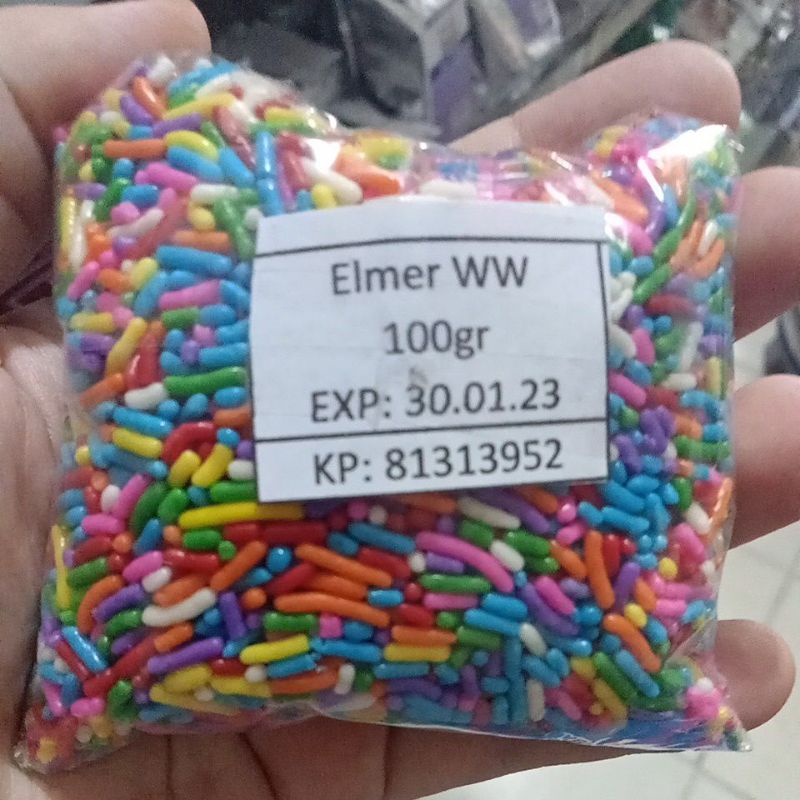 Elmer WW
100gr
EXP: 30.01.23
KP: 81313952